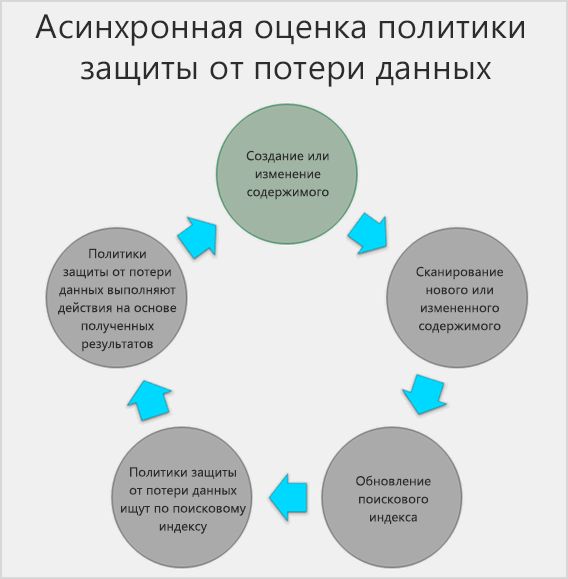 Асинхронная оценка политики
защиты от потери данных
Создание или
изменение
содержимого
Сканирование
нового или
измененного
содержимого
Обновление
поискового
индекса
Политики защиты
от потери данных
ищут по поисковому
индексу
Политики
защиты от потери
данных выполняют
действия на основе
полученных
результатов